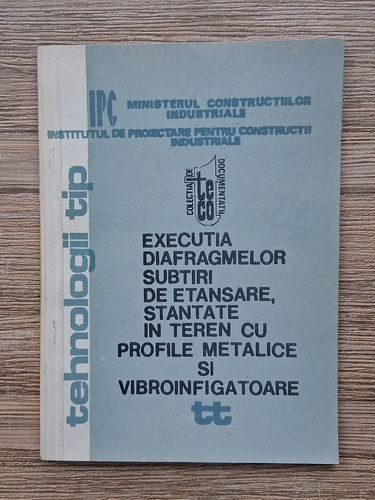 IPC MINISTERUL CONSTRUCTIILOR
INDUSTRIALE
INSTITUTUL DE PROIECTARE PENTRU CONSTRUCTII
INDUSTRIALE
tehnologii tip
COLECTIA DE
teco
DOCUMENTATII
EXECUTIA
DIAFRAGMELOR
SUBTIRI
DE ETANSARE,
STANTATE
IN TEREN CU
PROFILE METALICE
SI
VIBROINFIGATOARE
tt